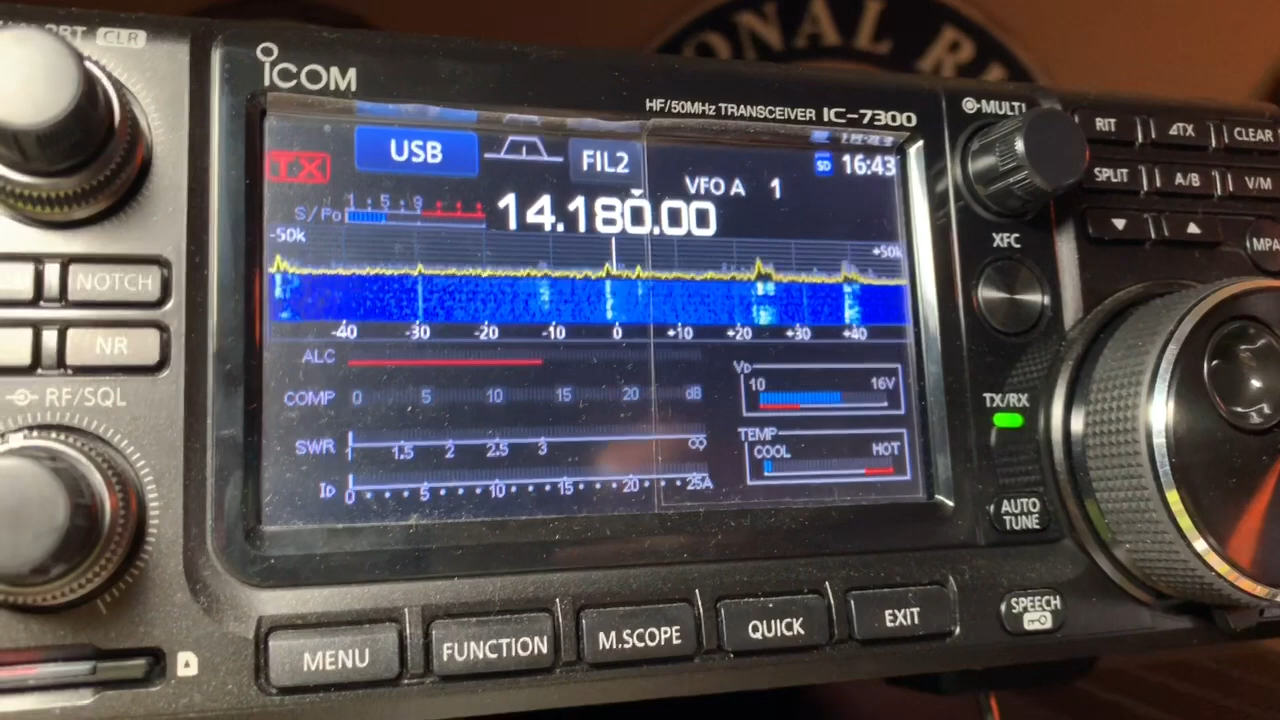 PBT CLR
ONAL R
ICOM
HF/50MHz TRANSCEIVER IC-7300
MULTI
RIT ΔTX CLEAR
TX USB FIL2 SD 16:43
VFO A 1
SPLIT A/B V/M
S/Po 1 5 9 14.180.00
▼ ▲
-50k +50k
XFC MPA
NOTCH
-40 -30 -20 -10 0 +10 +20 +30 +40
NR ALC
VD 10 16V
RF/SQL COMP 0 5 10 15 20 dB
TX/RX
SWR 1 1.5 2 2.5 3 ∞
TEMP
COOL HOT
ID 0 5 10 15 20 25A
AUTO
TUNE
MENU FUNCTION M.SCOPE QUICK EXIT SPEECH